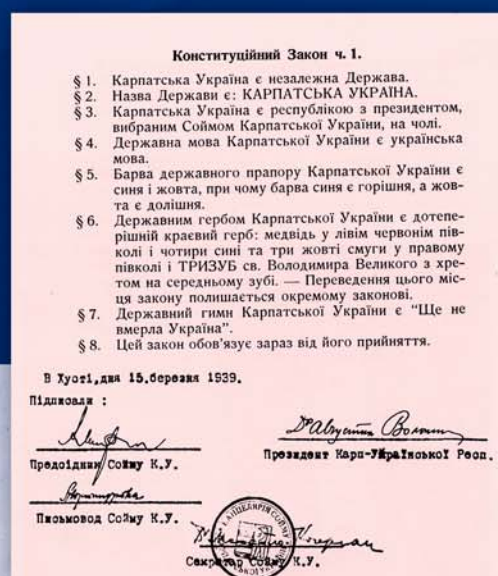 Конституційний Закон ч. 1.
§ 1. Карпатська Україна є незалежна Держава.
§ 2. Назва Держави є: КАРПАТСЬКА УКРАЇНА.
§ 3. Карпатська Україна є республікою з президентом,
вибраним Соймом Карпатської України, на чолі.
§ 4. Державна мова Карпатської України є українська
мова.
§ 5. Барва державного прапору Карпатської України є
синя і жовта, при чому барва синя є горішня, а жов-
та є долішня.
§ 6. Державним гербом Карпатської України є дотепе-
рішній краєвий герб: медвідь у лівім червонім пів-
колі і чотири сині та три жовті смуги у правому
півколі і ТРИЗУБ св. Володимира Великого з хре-
том на середньому зубі. — Переведення цього міс-
ця закону полишається окремому законові.
§ 7. Державний гимн Карпатської України є “Ще не
вмерла Україна”.
§ 8. Цей закон обов’язує зараз від його прийняття.
В Хусті, дня 15. березня 1939.
Підписали :
Dr Августин Волошин
Предсідник Сойму К.У.
Президент Карп-Української Респ.
Письмовод Сойму К.У.
КАНЦЕЛЯРІЯ СОЙМУ
Секретар Сойму К.У.